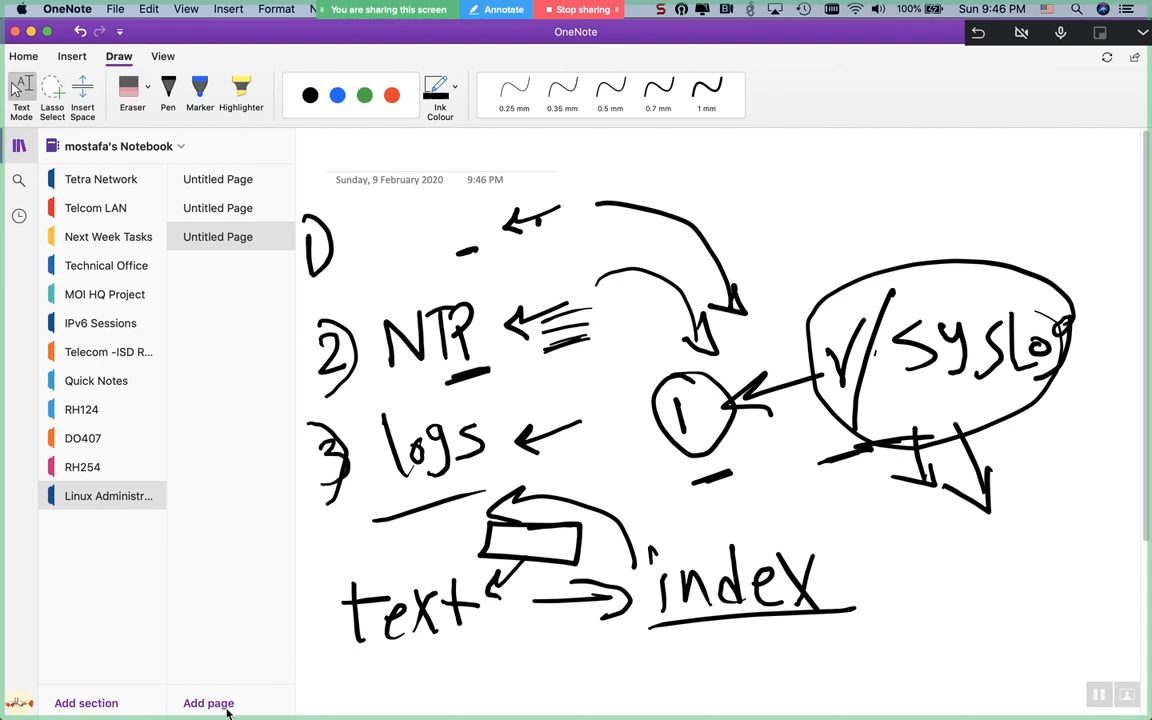 OneNote File Edit View Insert Format You are sharing this screen Annotate Stop sharing 100% Sun 9:46 PM
OneNote
Home Insert Draw View
Text Mode
Lasso Select
Insert Space
Eraser
Pen
Marker
Highlighter
Ink Colour
0.25 mm 0.35 mm 0.5 mm 0.7 mm 1 mm
mostafa's Notebook
Tetra Network
Telcom LAN
Next Week Tasks
Technical Office
MOI HQ Project
IPv6 Sessions
Telecom -ISD R...
Quick Notes
RH124
DO407
RH254
Linux Administr...
Add section
Untitled Page
Untitled Page
Untitled Page
Add page
Sunday, 9 February 2020 9:46 PM
1)
2) NTP
3) logs
1
syslog
text
index